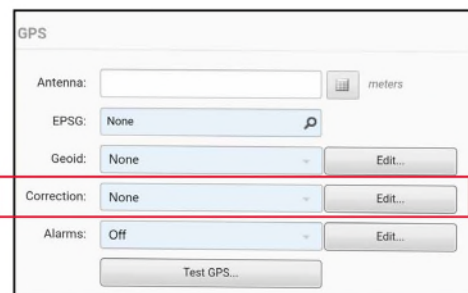 GPS
Antenna: meters
EPSG: None
Geoid: None Edit...
Correction: None Edit...
Alarms: Off Edit...
Test GPS...